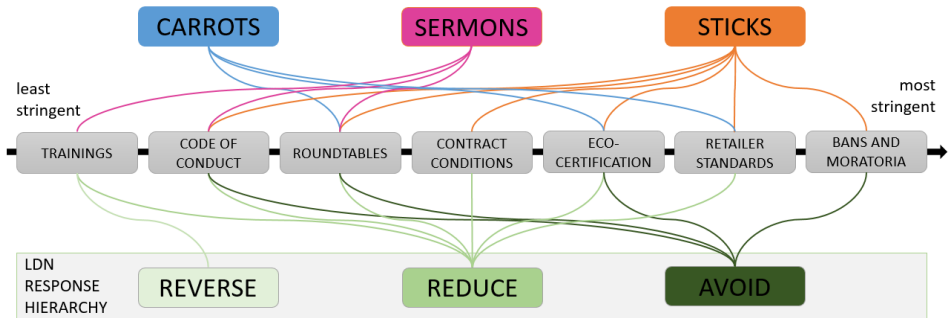 CARROTS
SERMONS
STICKS
least
stringent
most
stringent
TRAININGS
CODE OF
CONDUCT
ROUNDTABLES
CONTRACT
CONDITIONS
ECO-
CERTIFICATION
RETAILER
STANDARDS
BANS AND
MORATORIA
LDN
RESPONSE
HIERARCHY
REVERSE
REDUCE
AVOID